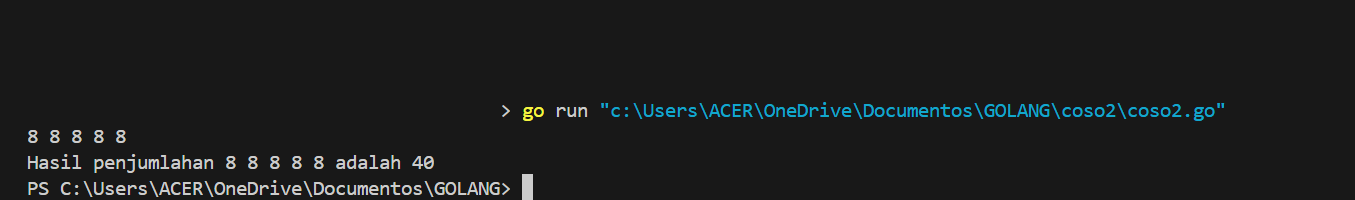 > go run "c:\Users\ACER\OneDrive\Documentos\GOLANG\coso2\coso2.go"
8 8 8 8 8
Hasil penjumlahan 8 8 8 8 8 adalah 40
PS C:\Users\ACER\OneDrive\Documentos\GOLANG>